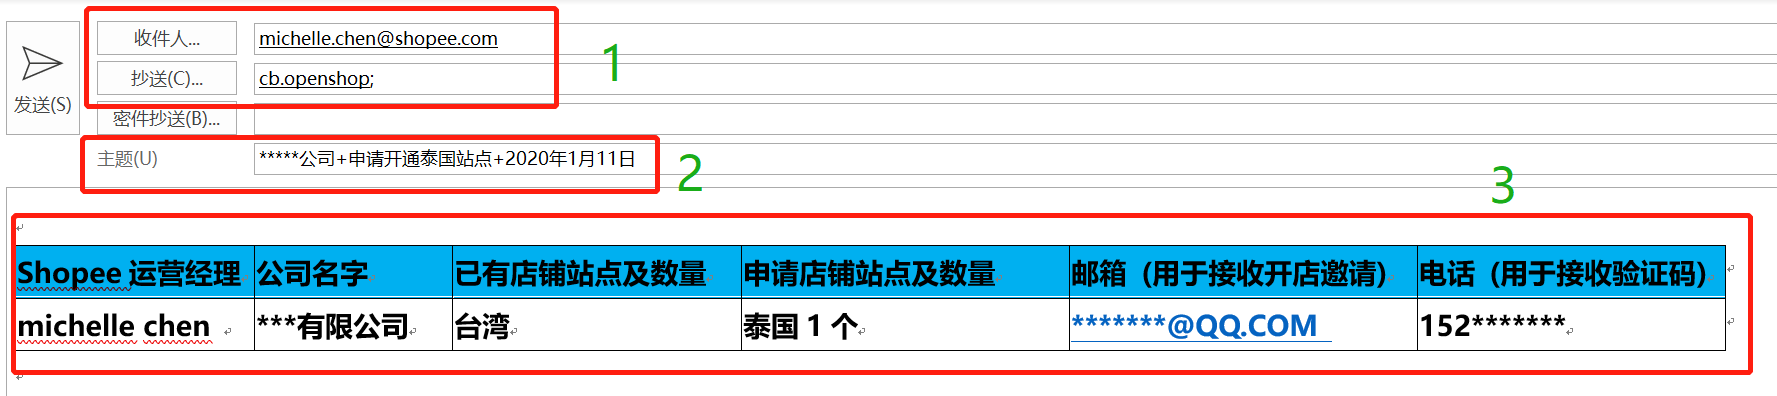 收件人...
michelle.chen@shopee.com
1
抄送(C)...
cb.openshop;
发送(S)
密件抄送(B)...
主题(U)
*****公司+申请开通泰国站点+2020年1月11日
2
3
Shopee 运营经理 公司名字 已有店铺站点及数量 申请店铺站点及数量 邮箱（用于接收开店邀请） 电话（用于接收验证码）
michelle chen ***有限公司 台湾 泰国 1 个 *******@QQ.COM 152*******